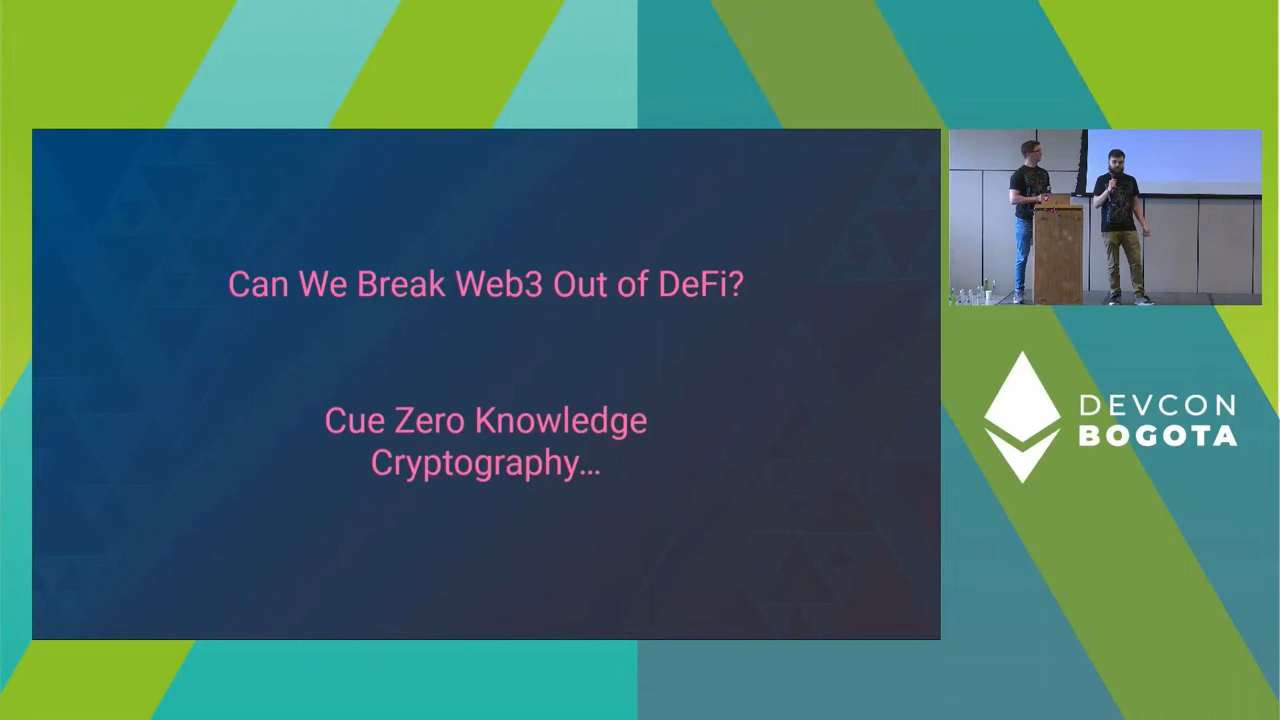 Can We Break Web3 Out of DeFi?
Cue Zero Knowledge
Cryptography...
DEVCON
BOGOTA